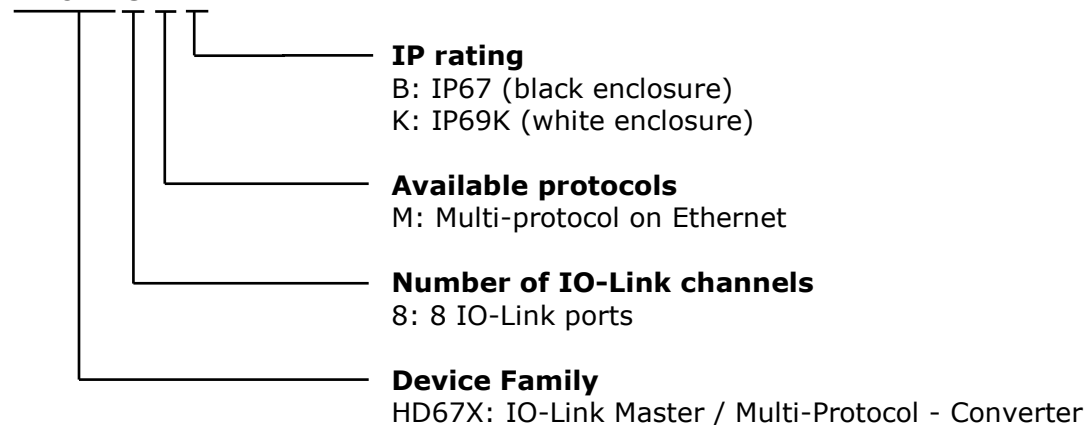 IP rating
B: IP67 (black enclosure)
K: IP69K (white enclosure)
Available protocols
M: Multi-protocol on Ethernet
Number of IO-Link channels
8: 8 IO-Link ports
Device Family
HD67X: IO-Link Master / Multi-Protocol - Converter